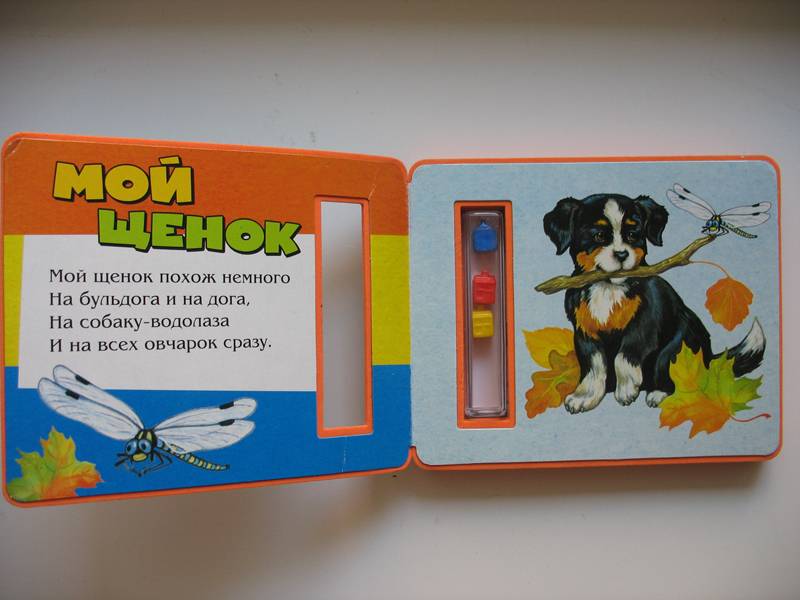 МОЙ
ЩЕНОК
Мой щенок похож немного
На бульдога и на дога,
На собаку-водолаза
И на всех овчарок сразу.